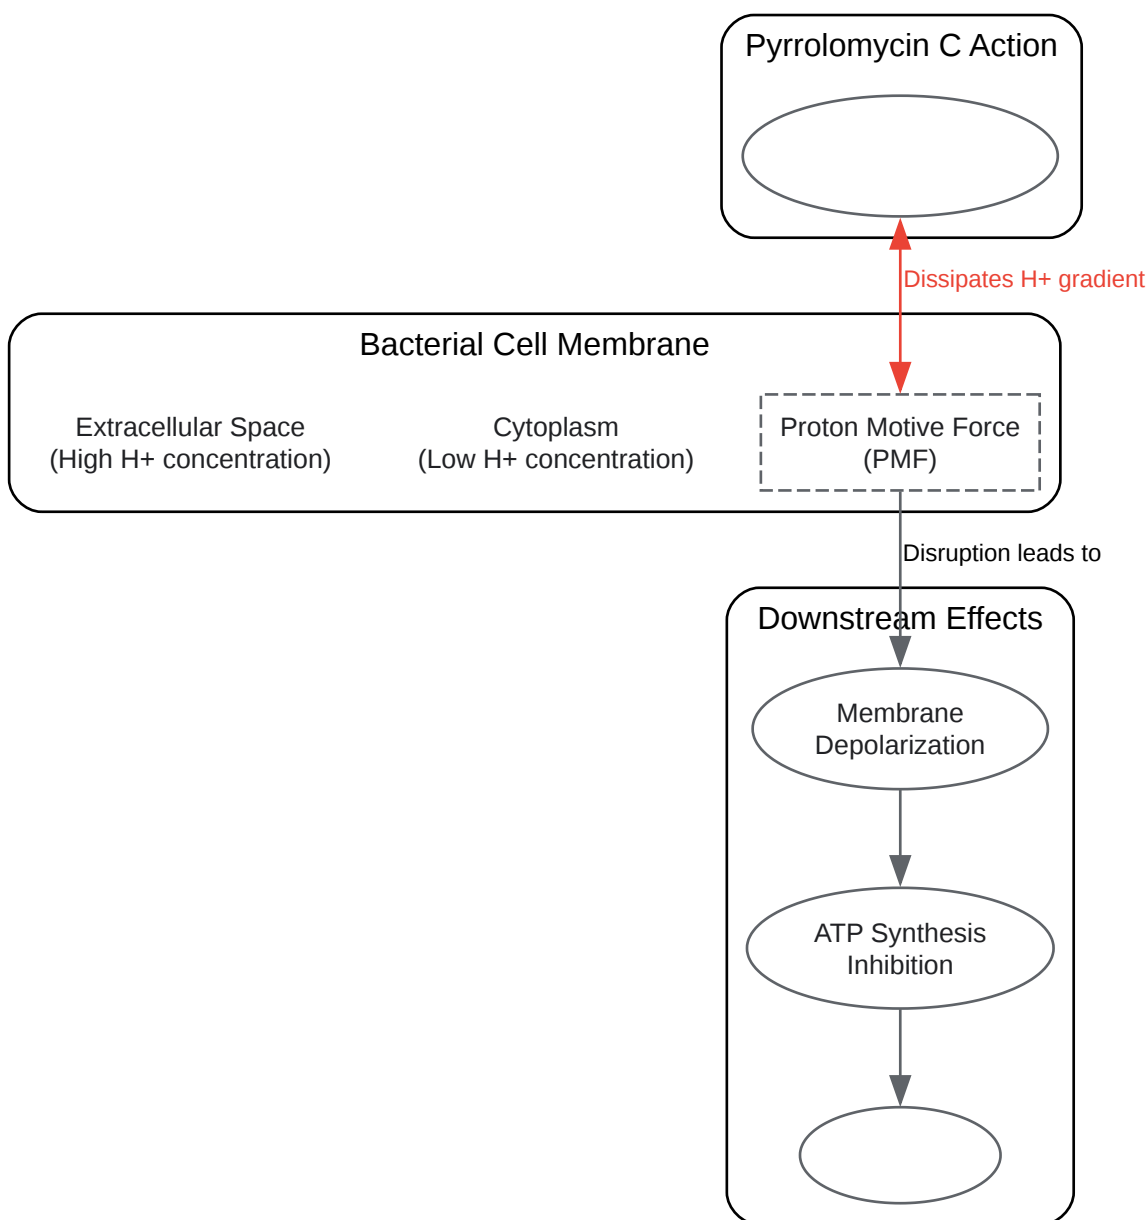 Pyrrolomycin C Action
Dissipates H+ gradient
Bacterial Cell Membrane
Extracellular Space
(High H+ concentration)
Cytoplasm
(Low H+ concentration)
Proton Motive Force
(PMF)
Disruption leads to
Downstream Effects
Membrane
Depolarization
ATP Synthesis
Inhibition